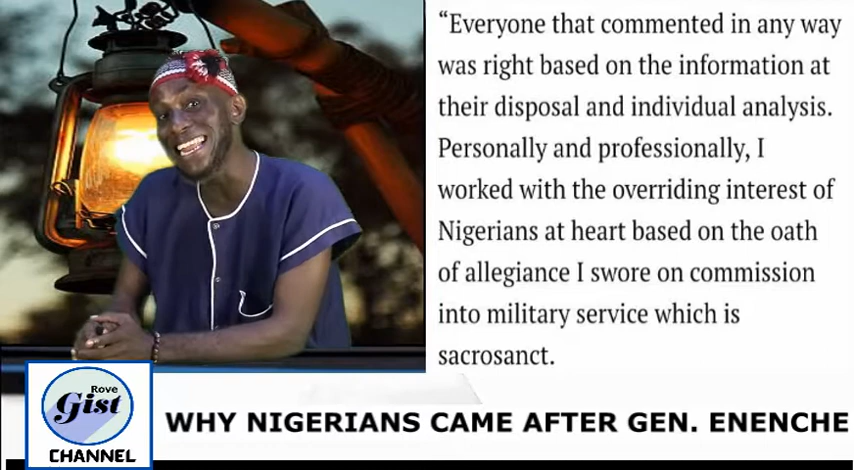 “Everyone that commented in any way
was right based on the information at
their disposal and individual analysis.
Personally and professionally, I
worked with the overriding interest of
Nigerians at heart based on the oath
of allegiance I swore on commission
into military service which is
sacrosanct.
Rove
Gist
CHANNEL
WHY NIGERIANS CAME AFTER GEN. ENENCHE